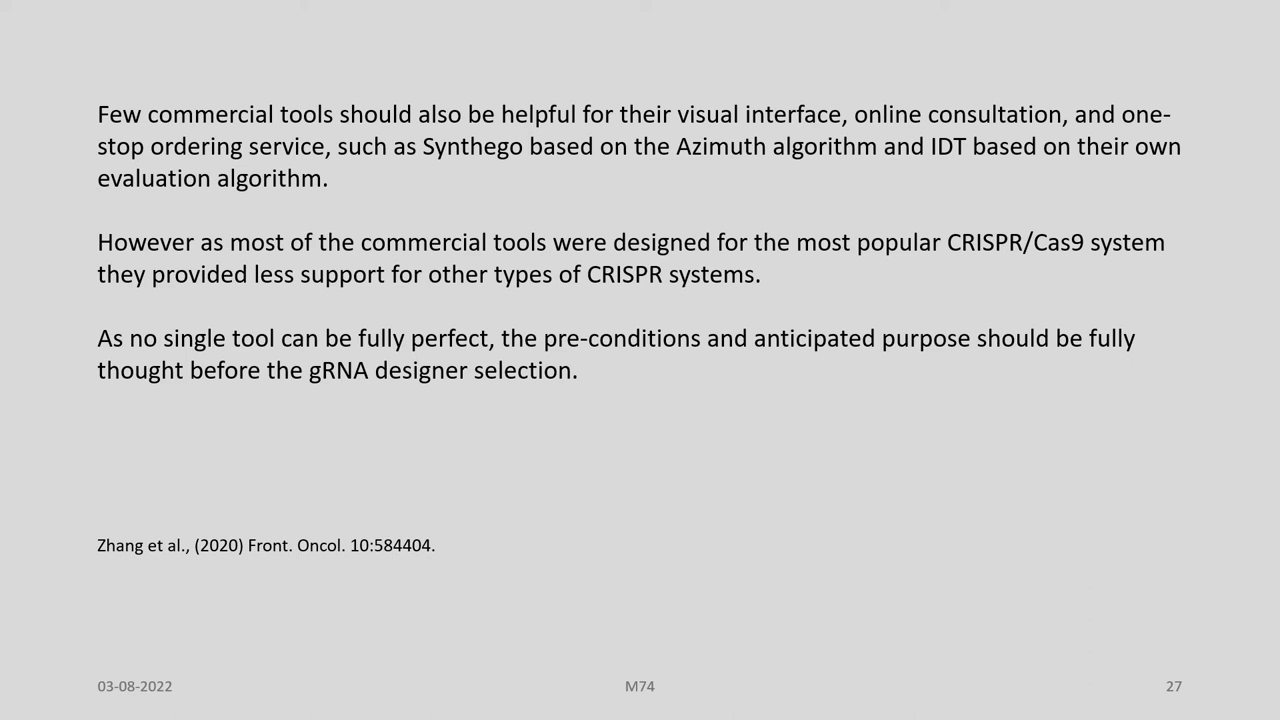 Few commercial tools should also be helpful for their visual interface, online consultation, and one-
stop ordering service, such as Synthego based on the Azimuth algorithm and IDT based on their own
evaluation algorithm.
However as most of the commercial tools were designed for the most popular CRISPR/Cas9 system
they provided less support for other types of CRISPR systems.
As no single tool can be fully perfect, the pre-conditions and anticipated purpose should be fully
thought before the gRNA designer selection.
Zhang et al., (2020) Front. Oncol. 10:584404.
03-08-2022
M74
27